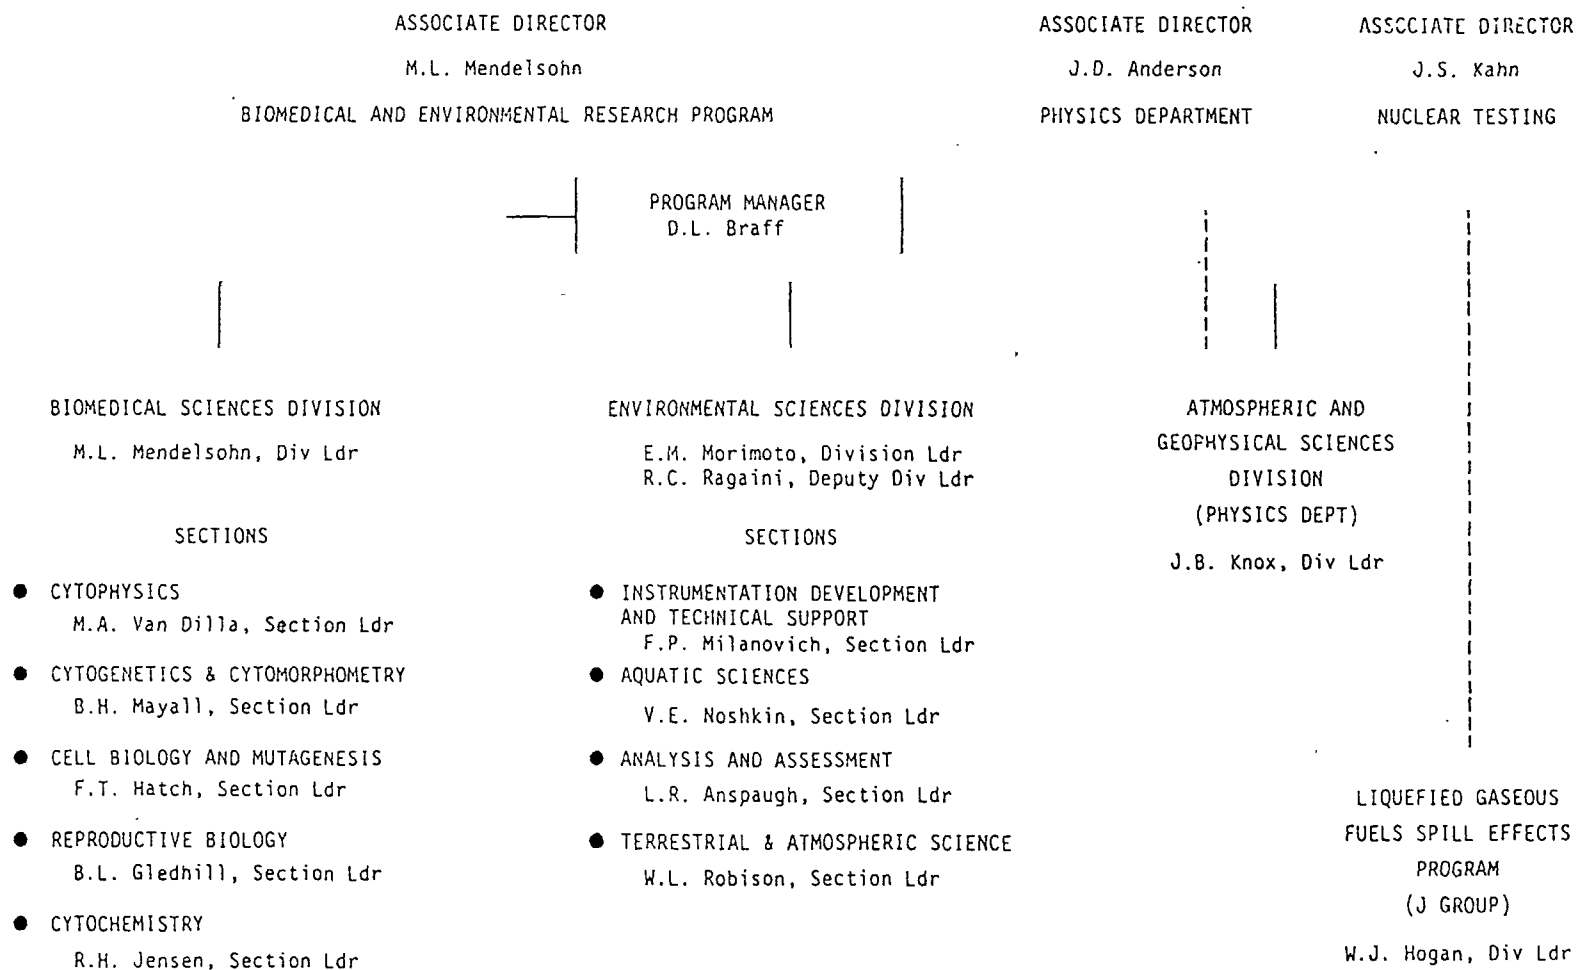 ASSOCIATE DIRECTOR
M.L. Mendelsohn
BIOMEDICAL AND ENVIRONMENTAL RESEARCH PROGRAM
ASSOCIATE DIRECTOR
J.D. Anderson
PHYSICS DEPARTMENT
ASSOCIATE DIRECTOR
J.S. Kahn
NUCLEAR TESTING
PROGRAM MANAGER
D.L. Braff
BIOMEDICAL SCIENCES DIVISION
M.L. Mendelsohn, Div Ldr
SECTIONS
● CYTOPHYSICS
M.A. Van Dilla, Section Ldr
● CYTOGENETICS & CYTOMORPHOMETRY
B.H. Mayall, Section Ldr
● CELL BIOLOGY AND MUTAGENESIS
F.T. Hatch, Section Ldr
● REPRODUCTIVE BIOLOGY
B.L. Gledhill, Section Ldr
● CYTOCHEMISTRY
R.H. Jensen, Section Ldr
ENVIRONMENTAL SCIENCES DIVISION
E.M. Morimoto, Division Ldr
R.C. Ragaini, Deputy Div Ldr
SECTIONS
● INSTRUMENTATION DEVELOPMENT
AND TECHNICAL SUPPORT
F.P. Milanovich, Section Ldr
● AQUATIC SCIENCES
V.E. Noshkin, Section Ldr
● ANALYSIS AND ASSESSMENT
L.R. Anspaugh, Section Ldr
● TERRESTRIAL & ATMOSPHERIC SCIENCE
W.L. Robison, Section Ldr
ATMOSPHERIC AND
GEOPHYSICAL SCIENCES
DIVISION
(PHYSICS DEPT)
J.B. Knox, Div Ldr
LIQUEFIED GASEOUS
FUELS SPILL EFFECTS
PROGRAM
(J GROUP)
W.J. Hogan, Div Ldr